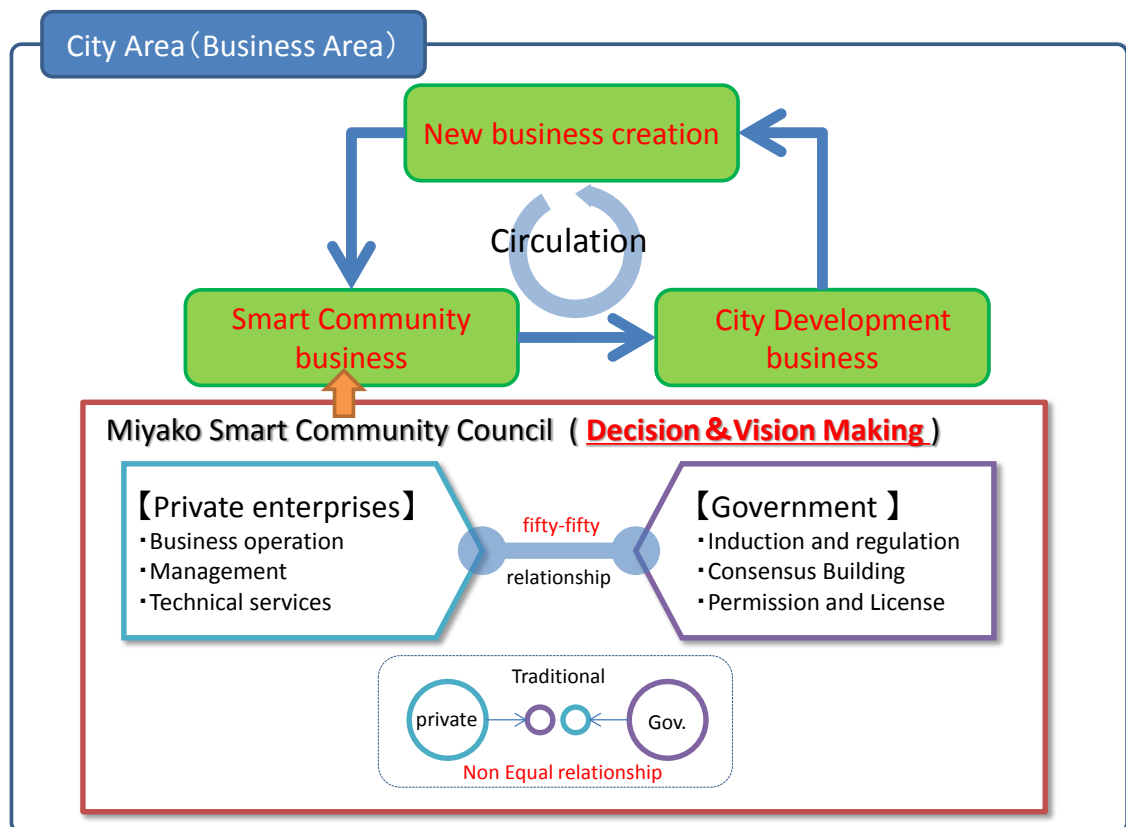 City Area（Business Area）
New business creation
Circulation
Smart Community
business
City Development
business
Miyako Smart Community Council ( Decision＆Vision Making )
【Private enterprises】
・Business operation
・Management
・Technical services
fifty-fifty
relationship
【Government 】
・Induction and regulation
・Consensus Building
・Permission and License
Traditional
private
Gov.
Non Equal relationship